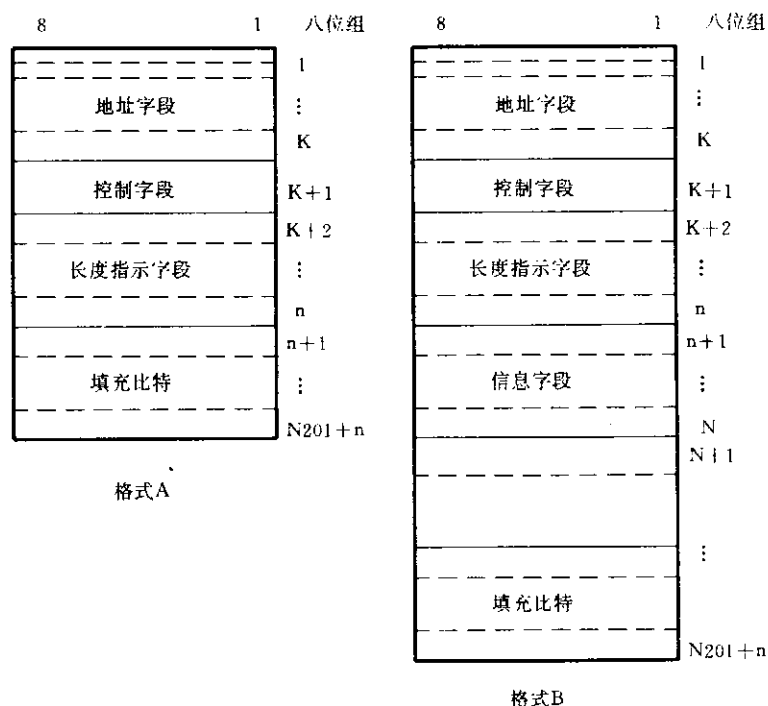 8 1 八位组
1
地址字段
⋮
K
控制字段
K+1
K+2
长度指示字段
⋮
n
n+1
填充比特
⋮
N201+n
格式A
8 1 八位组
1
地址字段
⋮
K
控制字段
K+1
K+2
长度指示字段
⋮
n
n+1
信息字段
⋮
N
N+1
⋮
填充比特
N201+n
格式B